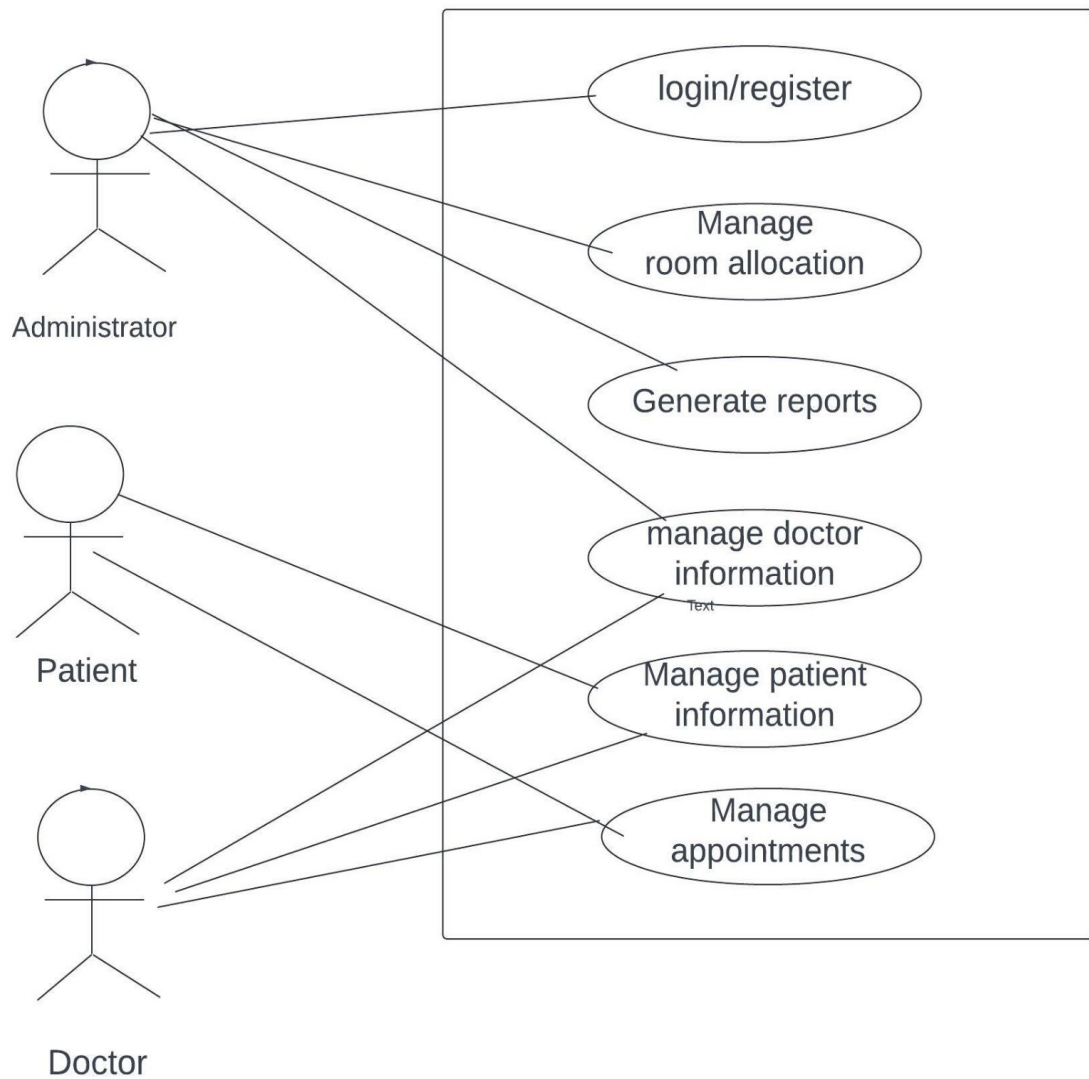 login/register
Manage
room allocation
Administrator
Generate reports
manage doctor
information
Text
Patient
Manage patient
information
Manage
appointments
Doctor